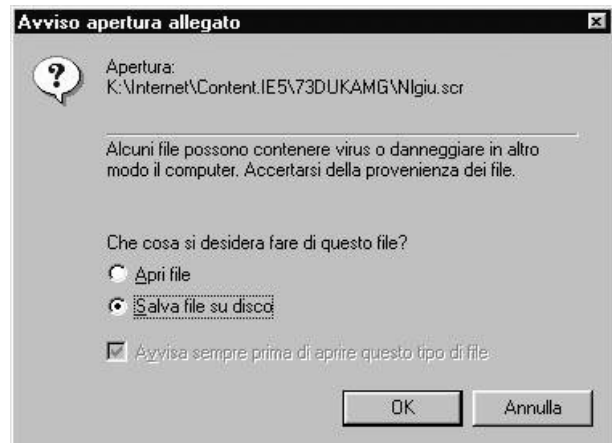 Avviso apertura allegato
Apertura:
K:\Internet\Content.IE5\73DUKAMG\NIgiu.scr
Alcuni file possono contenere virus o danneggiare in altro
modo il computer. Accertarsi della provenienza dei file.
Che cosa si desidera fare di questo file?
Apri file
Salva file su disco
Avvisa sempre prima di aprire questo tipo di file
OK Annulla